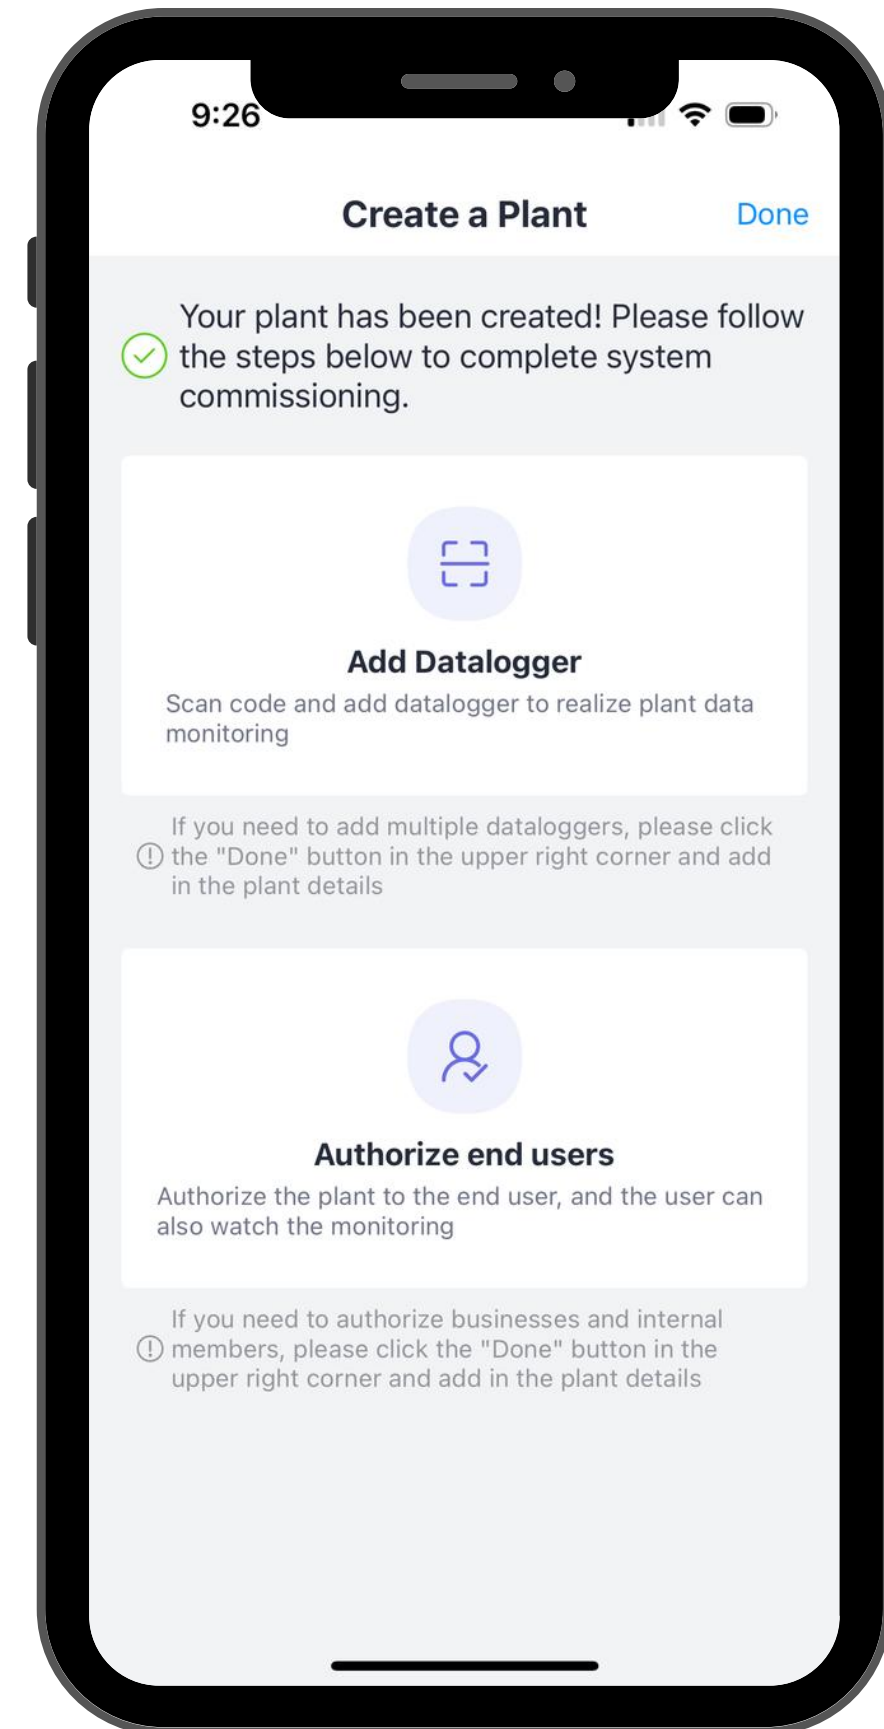 9:26
Create a Plant
Done
Your plant has been created! Please follow
the steps below to complete system
commissioning.
Add Datalogger
Scan code and add datalogger to realize plant data
monitoring
If you need to add multiple dataloggers, please click
the "Done" button in the upper right corner and add
in the plant details
Authorize end users
Authorize the plant to the end user, and the user can
also watch the monitoring
If you need to authorize businesses and internal
members, please click the "Done" button in the
upper right corner and add in the plant details